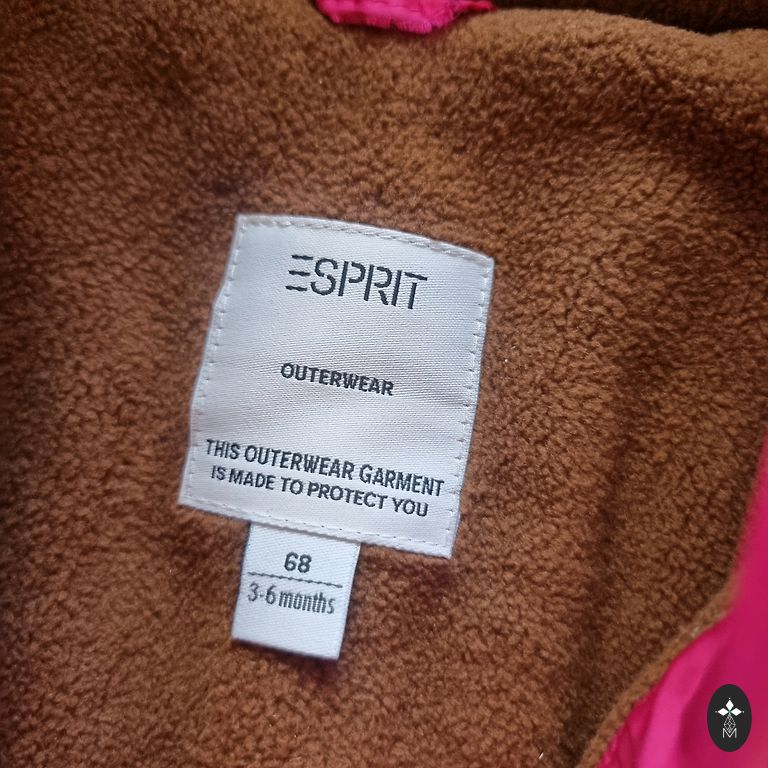 ESPRIT
OUTERWEAR
THIS OUTERWEAR GARMENT
IS MADE TO PROTECT YOU
68
3-6 months